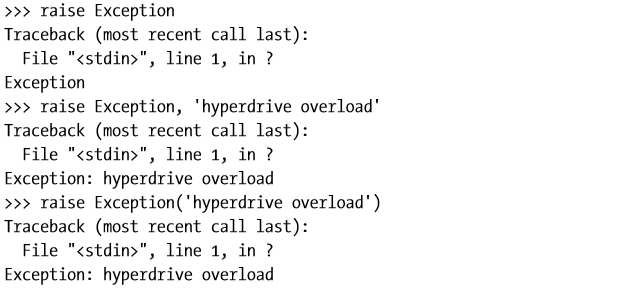 >>> raise Exception
Traceback (most recent call last):
  File "<stdin>", line 1, in ?
Exception
>>> raise Exception, 'hyperdrive overload'
Traceback (most recent call last):
  File "<stdin>", line 1, in ?
Exception: hyperdrive overload
>>> raise Exception('hyperdrive overload')
Traceback (most recent call last):
  File "<stdin>", line 1, in ?
Exception: hyperdrive overload